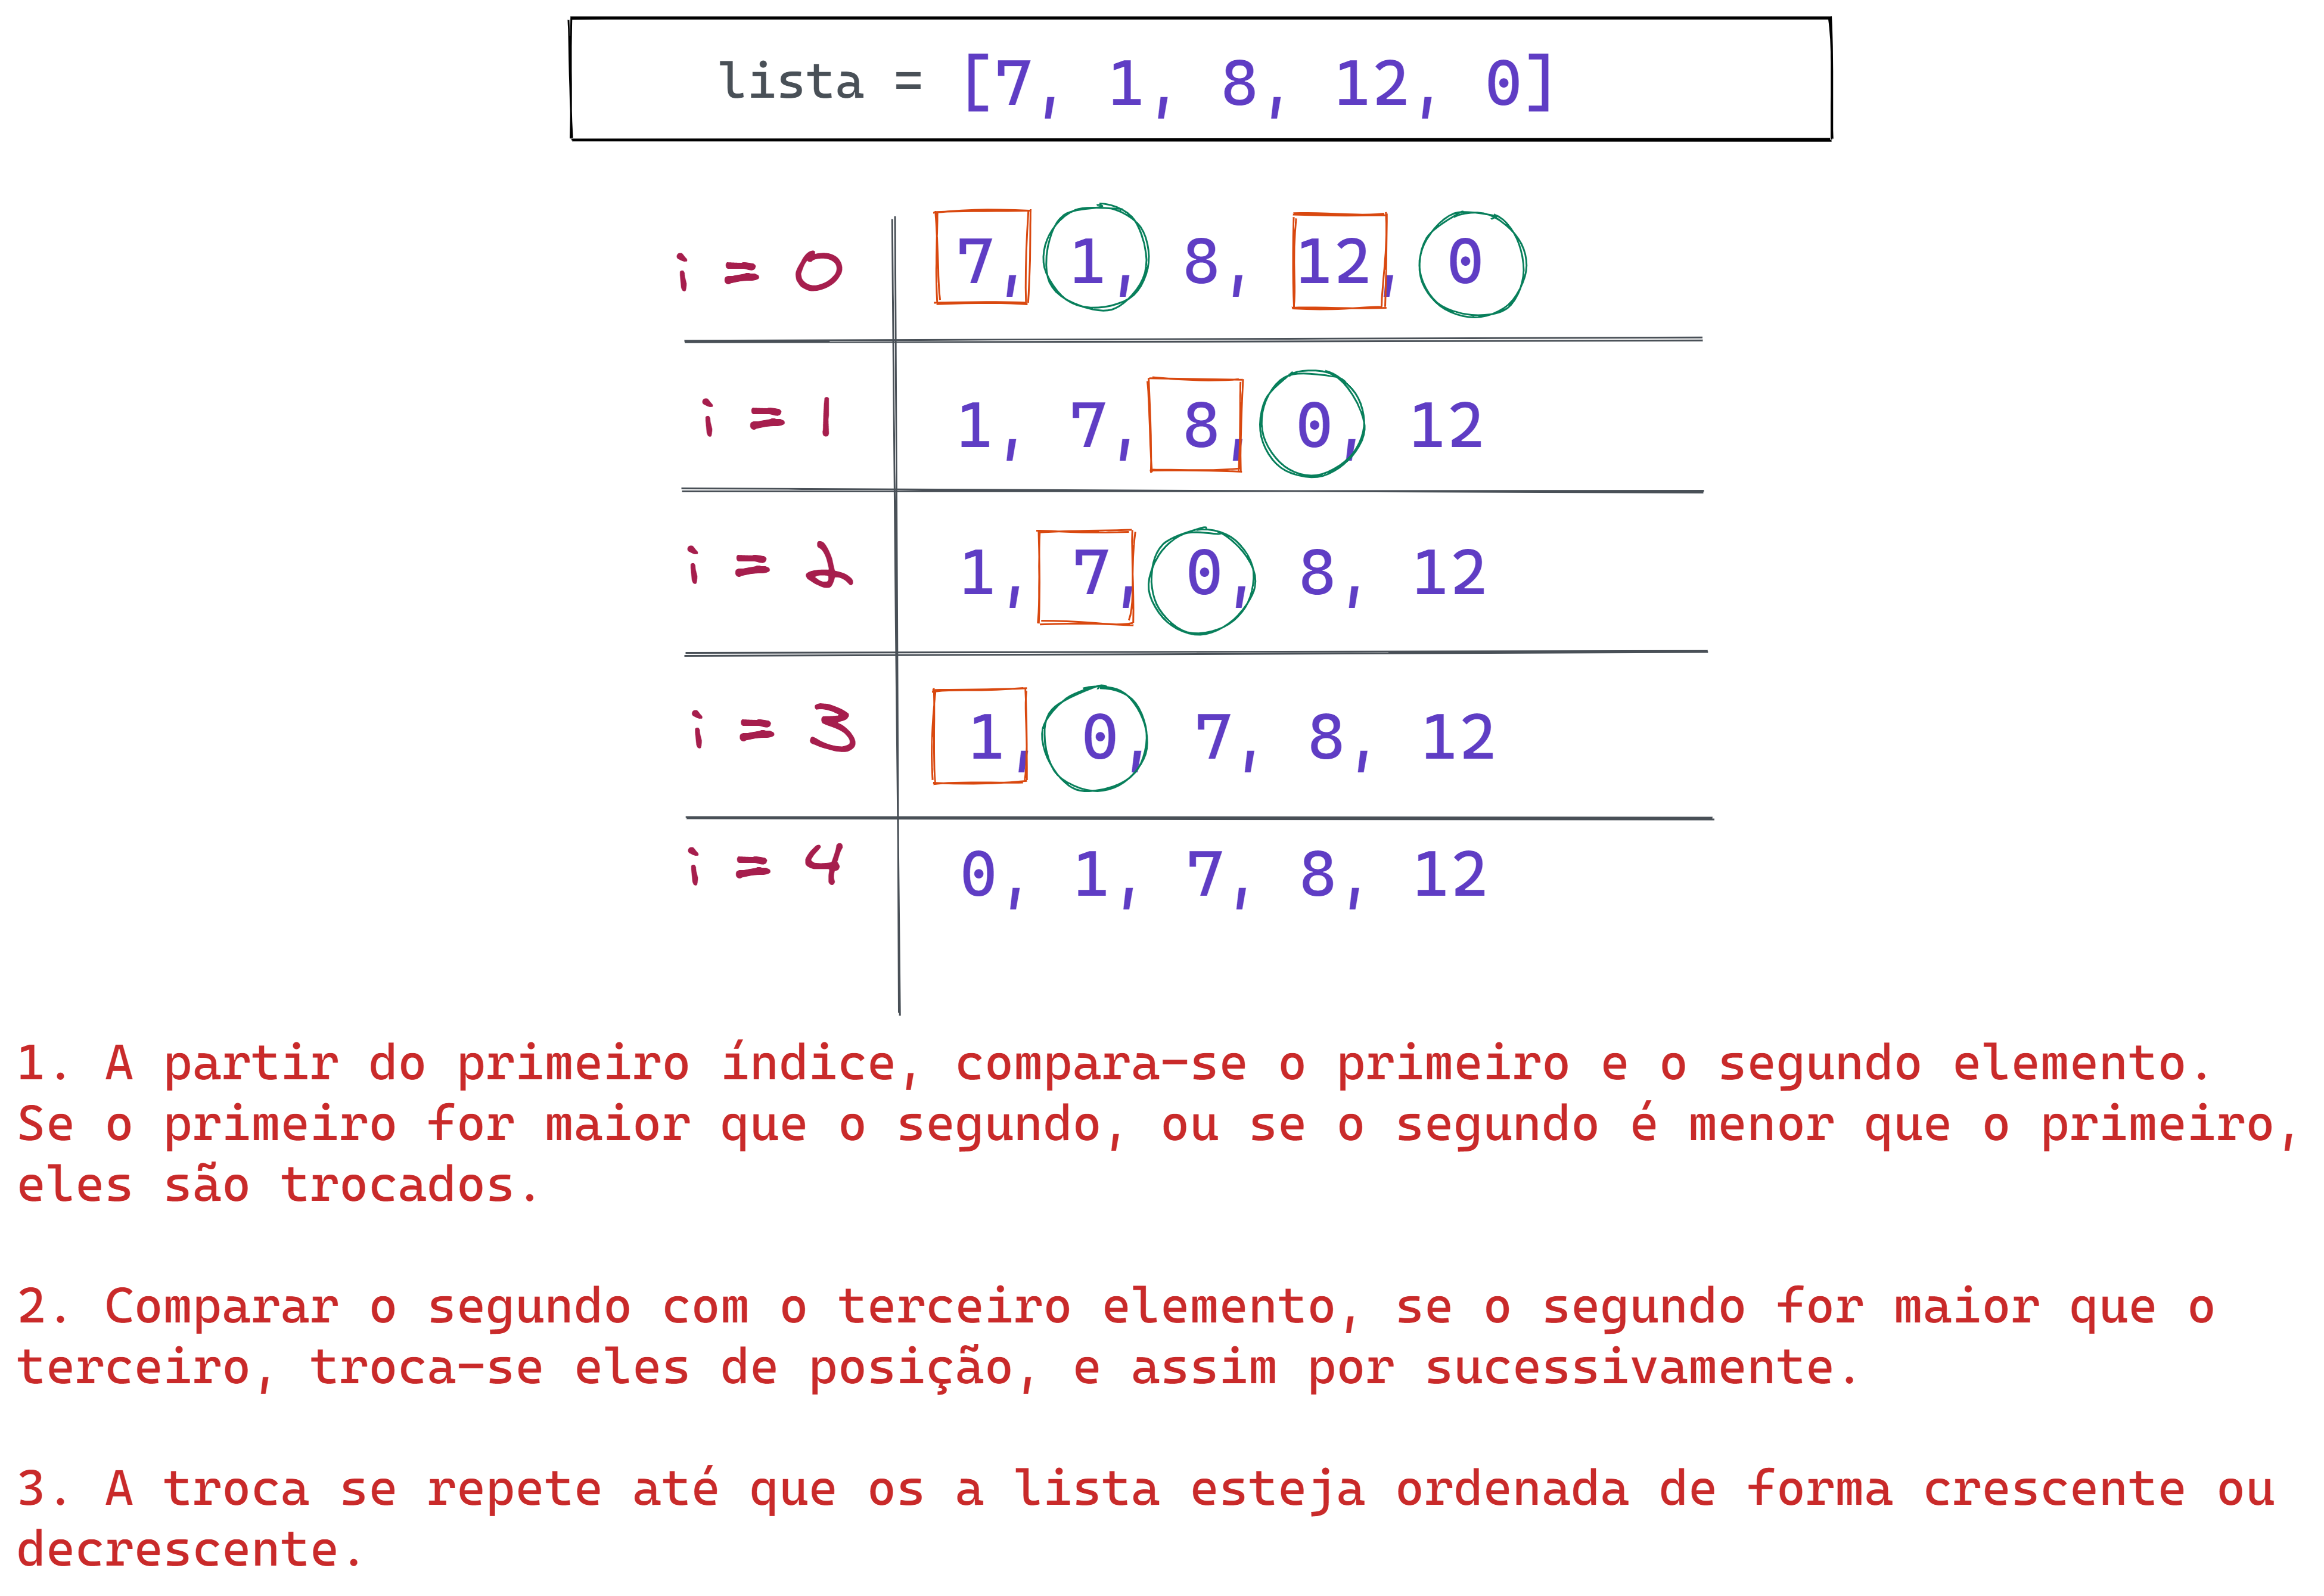 lista = [7, 1, 8, 12, 0]
i = 0 7, 1, 8, 12, 0
i = 1 1, 7, 8, 0, 12
i = 2 1, 7, 0, 8, 12
i = 3 1, 0, 7, 8, 12
i = 4 0, 1, 7, 8, 12
1. A partir do primeiro índice, compara-se o primeiro e o segundo elemento.
Se o primeiro for maior que o segundo, ou se o segundo é menor que o primeiro,
eles são trocados.
2. Comparar o segundo com o terceiro elemento, se o segundo for maior que o
terceiro, troca-se eles de posição, e assim por sucessivamente.
3. A troca se repete até que os a lista esteja ordenada de forma crescente ou
decrescente.